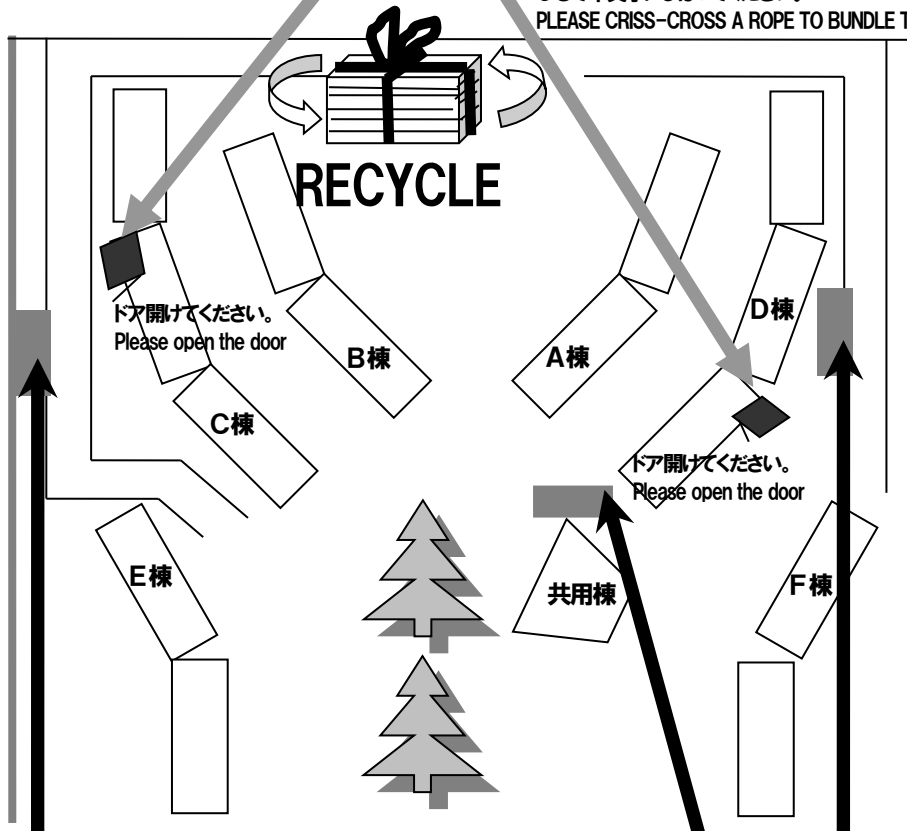 PLEASE CRISS-CROSS A ROPE TO BUNDLE T
RECYCLE
ドア開けてください。
Please open the door
D棟
B棟
A棟
C棟
ドア開けてください。
Please open the door
E棟
共用棟
F棟